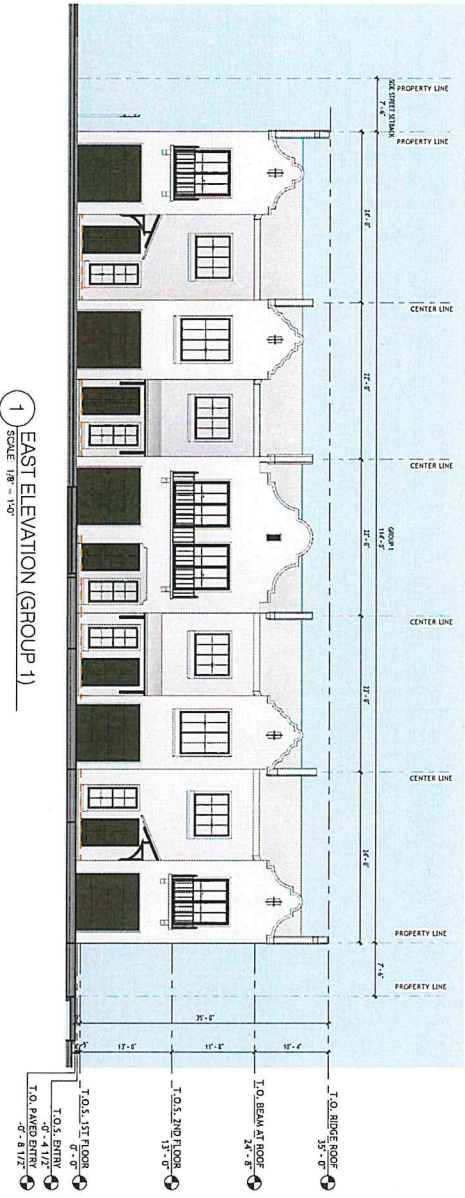 PROPERTY LINE
SIDE STREET SETBACK
7'-6"
PROPERTY LINE
24'-0"
CENTER LINE
22'-0"
CENTER LINE
GROUP 1
114'-5"
22'-0"
CENTER LINE
22'-0"
CENTER LINE
24'-0"
PROPERTY LINE
7'-6"
PROPERTY LINE
35'-0"
10'-4"
11'-8"
13'-0"
T.O. RIDGE ROOF
35'-0"
T.O. BEAM AT ROOF
24'-8"
T.O.S. 2ND FLOOR
13'-0"
T.O.S. 1ST FLOOR
0'-0"
T.O.S. ENTRY
-0'-4 1/2"
T.O. PAVED ENTRY
-0'-8 1/2"
1
EAST ELEVATION (GROUP 1)
SCALE 1/8" = 1'-0"